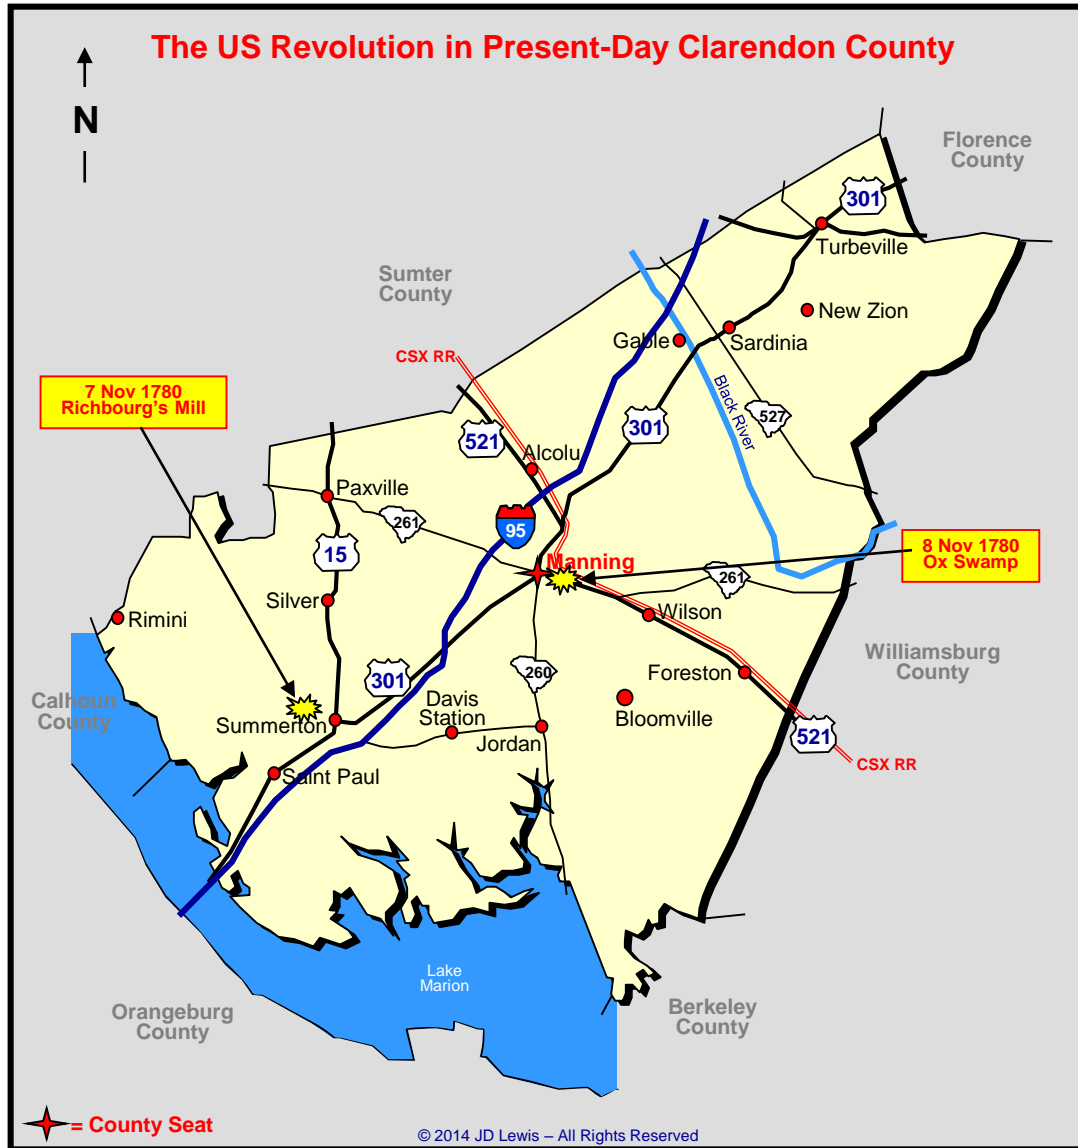 The US Revolution in Present-Day Clarendon County
N
Florence
County
301
Turbeville
Sumter
County
New Zion
Gable
Sardinia
CSX RR
7 Nov 1780
Richbourg's Mill
Black River
527
301
521
Alcolu
Paxville
261
95
15
Manning
8 Nov 1780
Ox Swamp
261
Silver
Rimini
Wilson
Williamsburg
County
301
260
Foreston
Calhoun
County
Davis
Station
Bloomville
Summerton
Jordan
521
CSX RR
Saint Paul
Lake
Marion
Orangeburg
County
Berkeley
County
= County Seat
© 2014 JD Lewis – All Rights Reserved